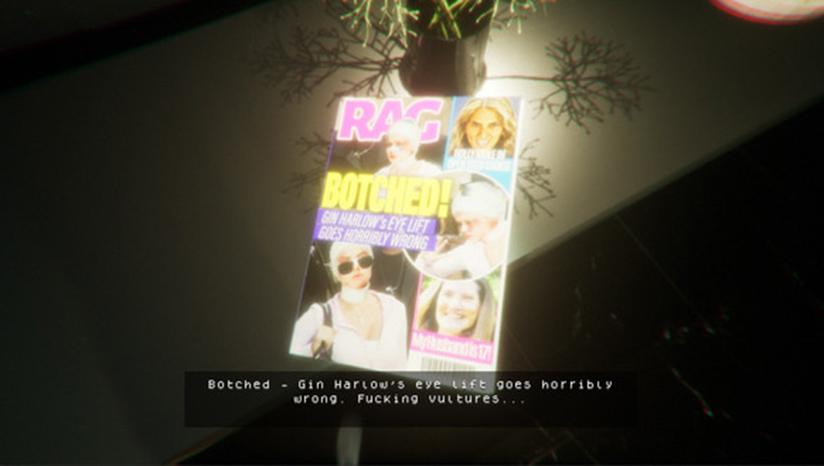 RAG
BOTCHED!
GIN HARLOW's EYE LIFT
GOES HORRIBLY WRONG
My Husband is 17!
Botched - Gin Harlow's eye lift goes horribly
wrong. Fucking vultures...